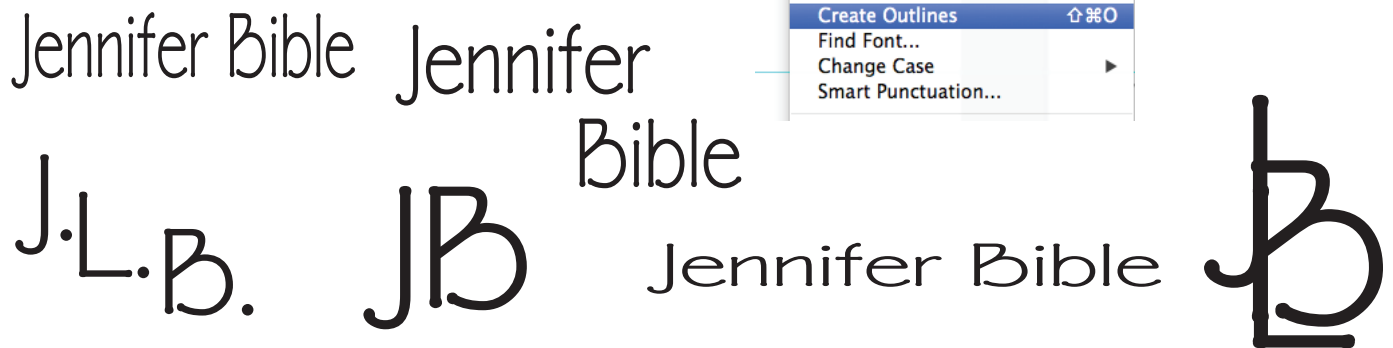 Jennifer Bible
Jennifer
Bible
Create Outlines ⇧⌘O
Find Font...
Change Case ▶
Smart Punctuation...
J.L.B.
JB
Jennifer Bible
JLB